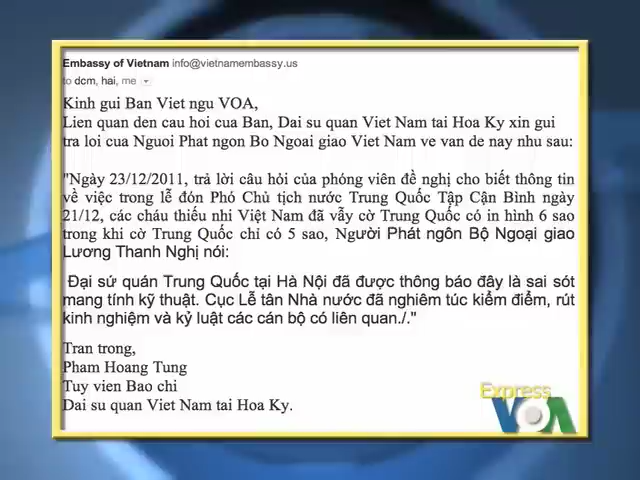 Embassy of Vietnam info@vietnamembassy.us
to dcm, hai, me
Kinh gui Ban Viet ngu VOA,
Lien quan den cau hoi cua Ban, Dai su quan Viet Nam tai Hoa Ky xin gui
tra loi cua Nguoi Phat ngon Bo Ngoai giao Viet Nam ve van de nay nhu sau:
"Ngày 23/12/2011, trả lời câu hỏi của phóng viên đề nghị cho biết thông tin
về việc trong lễ đón Phó Chủ tịch nước Trung Quốc Tập Cận Bình ngày
21/12, các cháu thiếu nhi Việt Nam đã vẫy cờ Trung Quốc có in hình 6 sao
trong khi cờ Trung Quốc chỉ có 5 sao, Người Phát ngôn Bộ Ngoại giao
Lương Thanh Nghị nói:
Đại sứ quán Trung Quốc tại Hà Nội đã được thông báo đây là sai sót
mang tính kỹ thuật. Cục Lễ tân Nhà nước đã nghiêm túc kiểm điểm, rút
kinh nghiệm và kỷ luật các cán bộ có liên quan./."
Tran trong,
Pham Hoang Tung
Tuy vien Bao chi
Dai su quan Viet Nam tai Hoa Ky.
Express
VOA